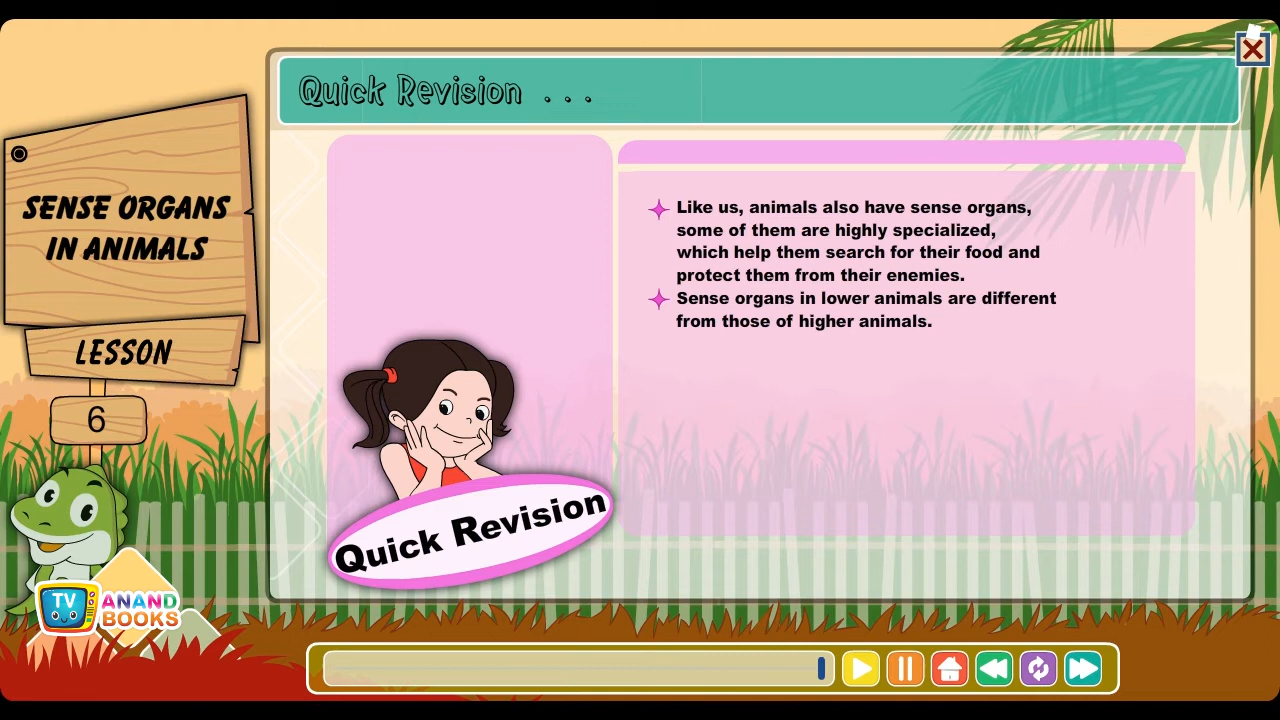 Quick Revision ...
SENSE ORGANS
IN ANIMALS
LESSON
6
Like us, animals also have sense organs,
some of them are highly specialized,
which help them search for their food and
protect them from their enemies.
Sense organs in lower animals are different
from those of higher animals.
Quick Revision
TV
ANAND
BOOKS